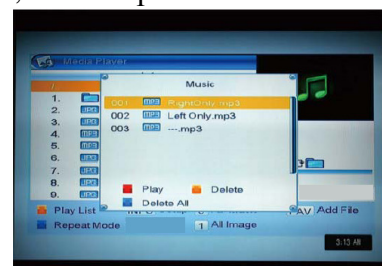 Media Player
1.
2.
3.
4.
5.
6.
7.
8.
9.
Music
001 MP3 RightOnly.mp3
002 MP3 Left Only.mp3
003 MP3 ---.mp3
Play Delete
Delete All
Play List Add File
Repeat Mode 1 All Image
3:13 AM